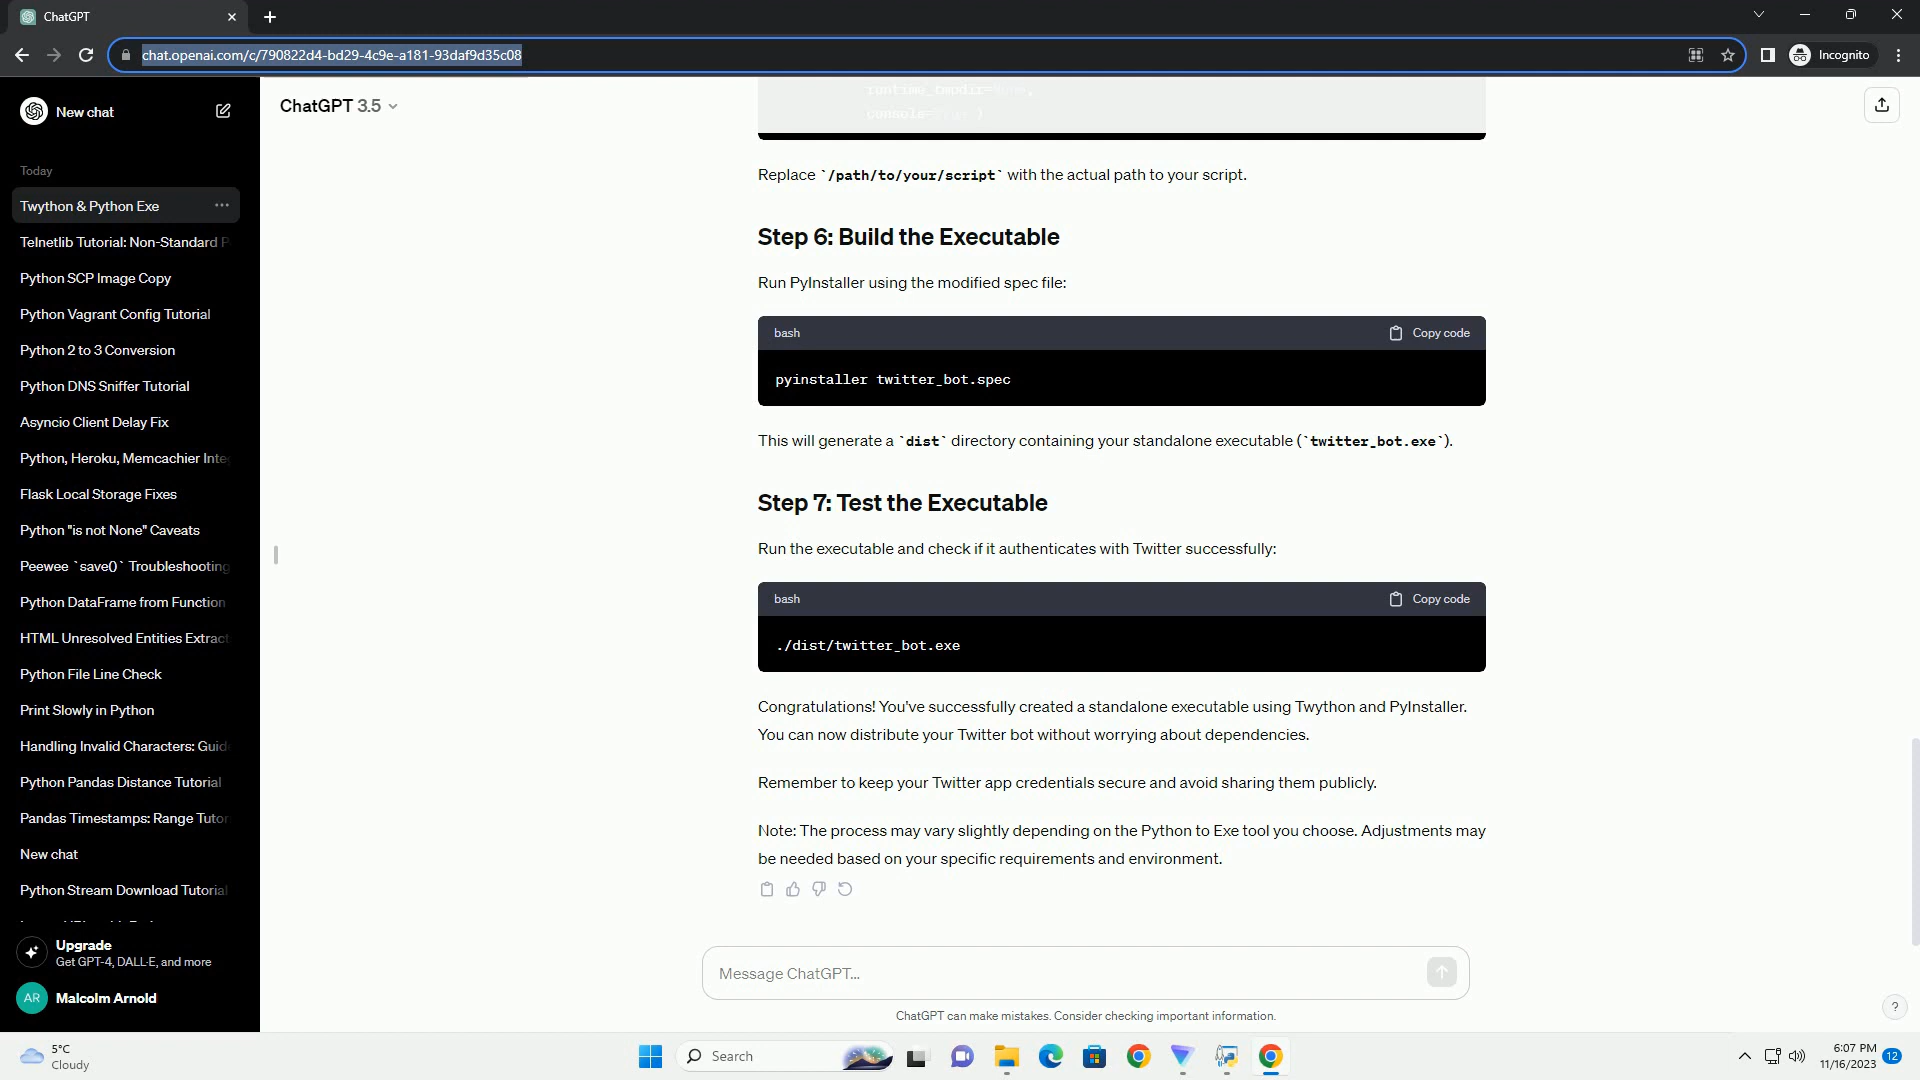 ChatGPT
chat.openai.com/c/790822d4-bd29-4c9e-a181-93daf9d35c08
Incognito
New chat
Today
Twython & Python Exe
Telnetlib Tutorial: Non-Standard P
Python SCP Image Copy
Python Vagrant Config Tutorial
Python 2 to 3 Conversion
Python DNS Sniffer Tutorial
Asyncio Client Delay Fix
Python, Heroku, Memcachier Inte
Flask Local Storage Fixes
Python "is not None" Caveats
Peewee `save()` Troubleshooting
Python DataFrame from Function
HTML Unresolved Entities Extract
Python File Line Check
Print Slowly in Python
Handling Invalid Characters: Guid
Python Pandas Distance Tutorial
Pandas Timestamps: Range Tutor
New chat
Python Stream Download Tutorial
Upgrade
Get GPT-4, DALL·E, and more
AR
Malcolm Arnold
ChatGPT 3.5
runtime_tmpdir=None,
Replace `/path/to/your/script` with the actual path to your script.
Step 6: Build the Executable
Run PyInstaller using the modified spec file:
bash
Copy code
pyinstaller twitter_bot.spec
This will generate a `dist` directory containing your standalone executable (`twitter_bot.exe`).
Step 7: Test the Executable
Run the executable and check if it authenticates with Twitter successfully:
bash
Copy code
./dist/twitter_bot.exe
Congratulations! You've successfully created a standalone executable using Twython and PyInstaller.
You can now distribute your Twitter bot without worrying about dependencies.
Remember to keep your Twitter app credentials secure and avoid sharing them publicly.
Note: The process may vary slightly depending on the Python to Exe tool you choose. Adjustments may
be needed based on your specific requirements and environment.
Message ChatGPT...
ChatGPT can make mistakes. Consider checking important information.
?
5°C
Cloudy
Search
6:07 PM
11/16/2023
12